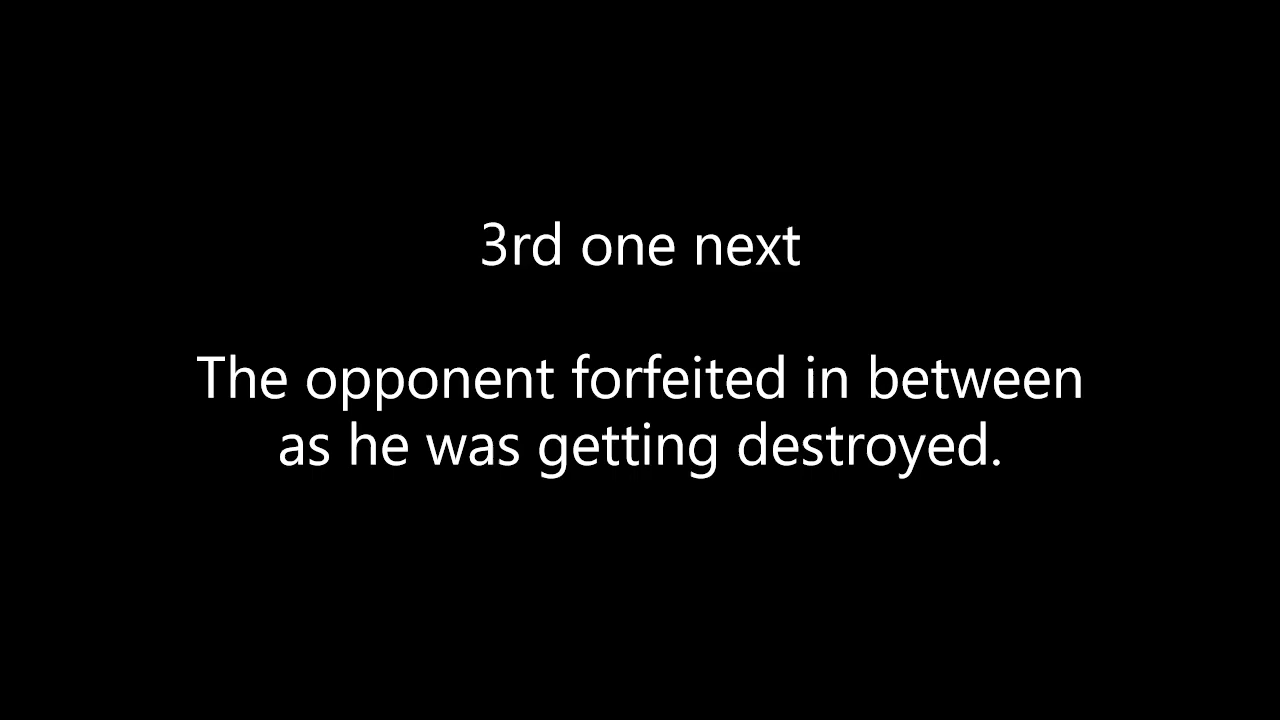 3rd one next
The opponent forfeited in between
as he was getting destroyed.